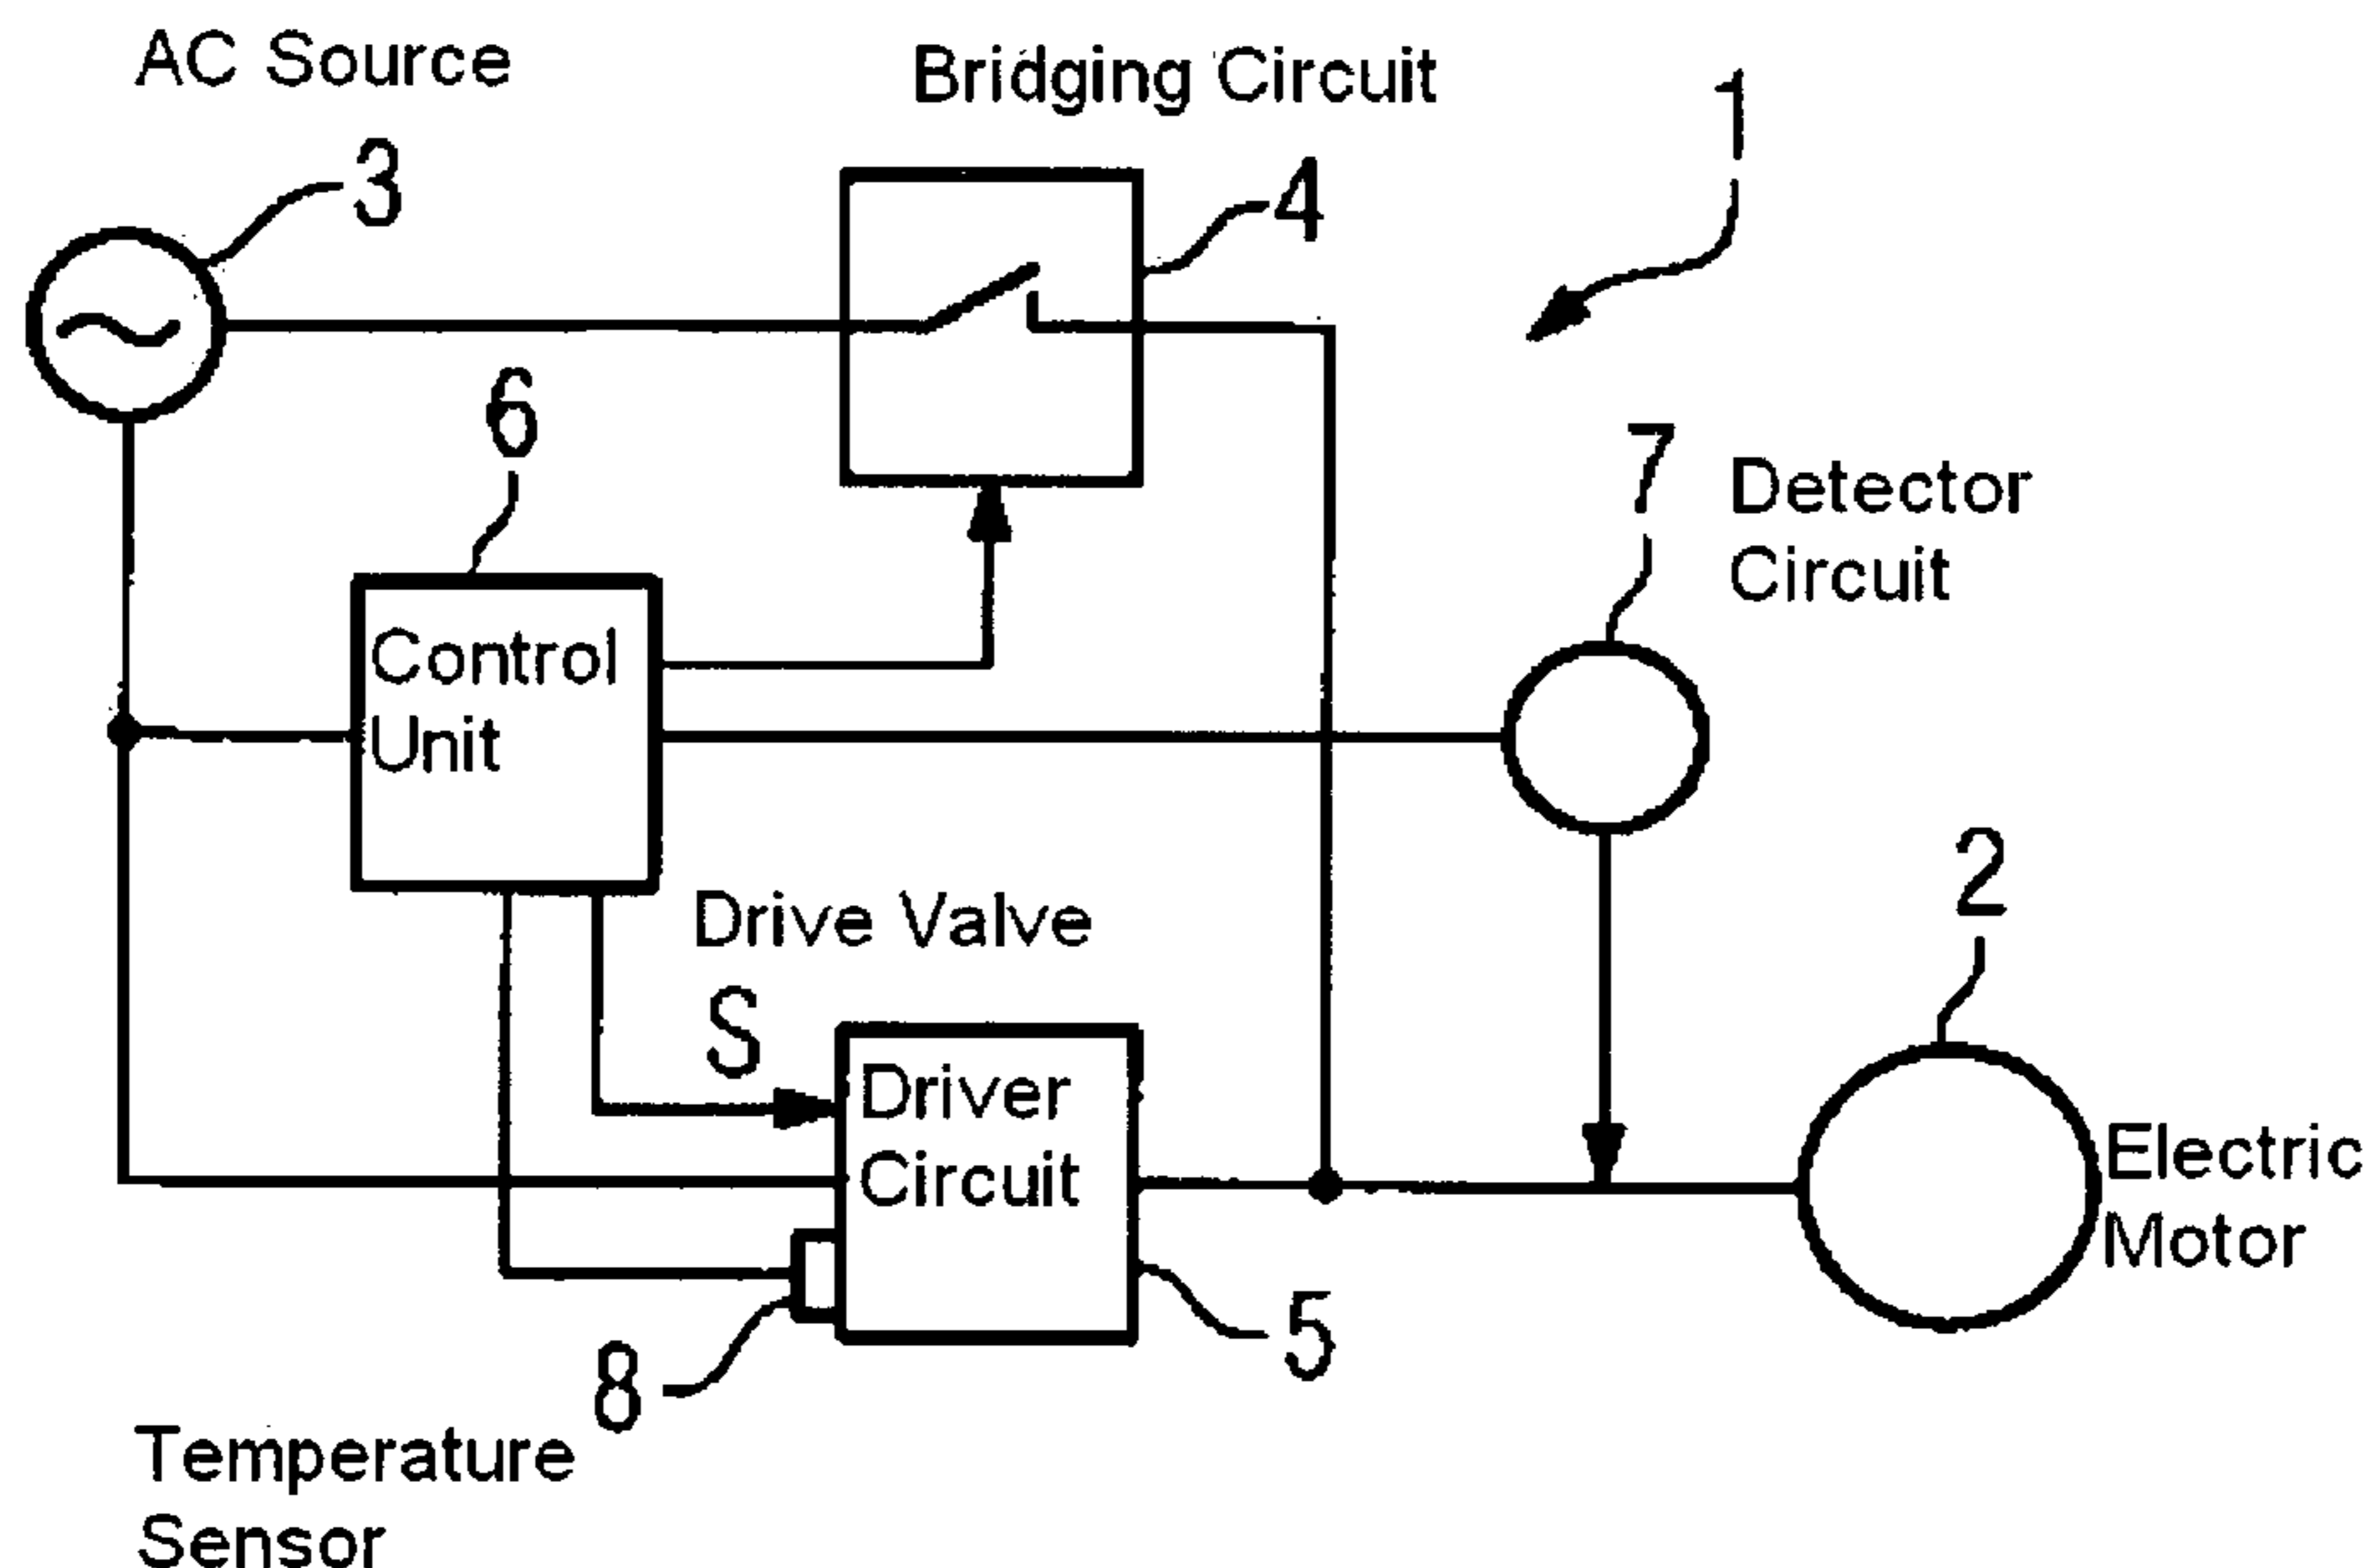 AC Source
Bridging Circuit
1
3
4
6
7
Detector
Circuit
Control
Unit
2
Drive Valve
S
Driver
Circuit
Electric
Motor
5
8
Temperature
Sensor